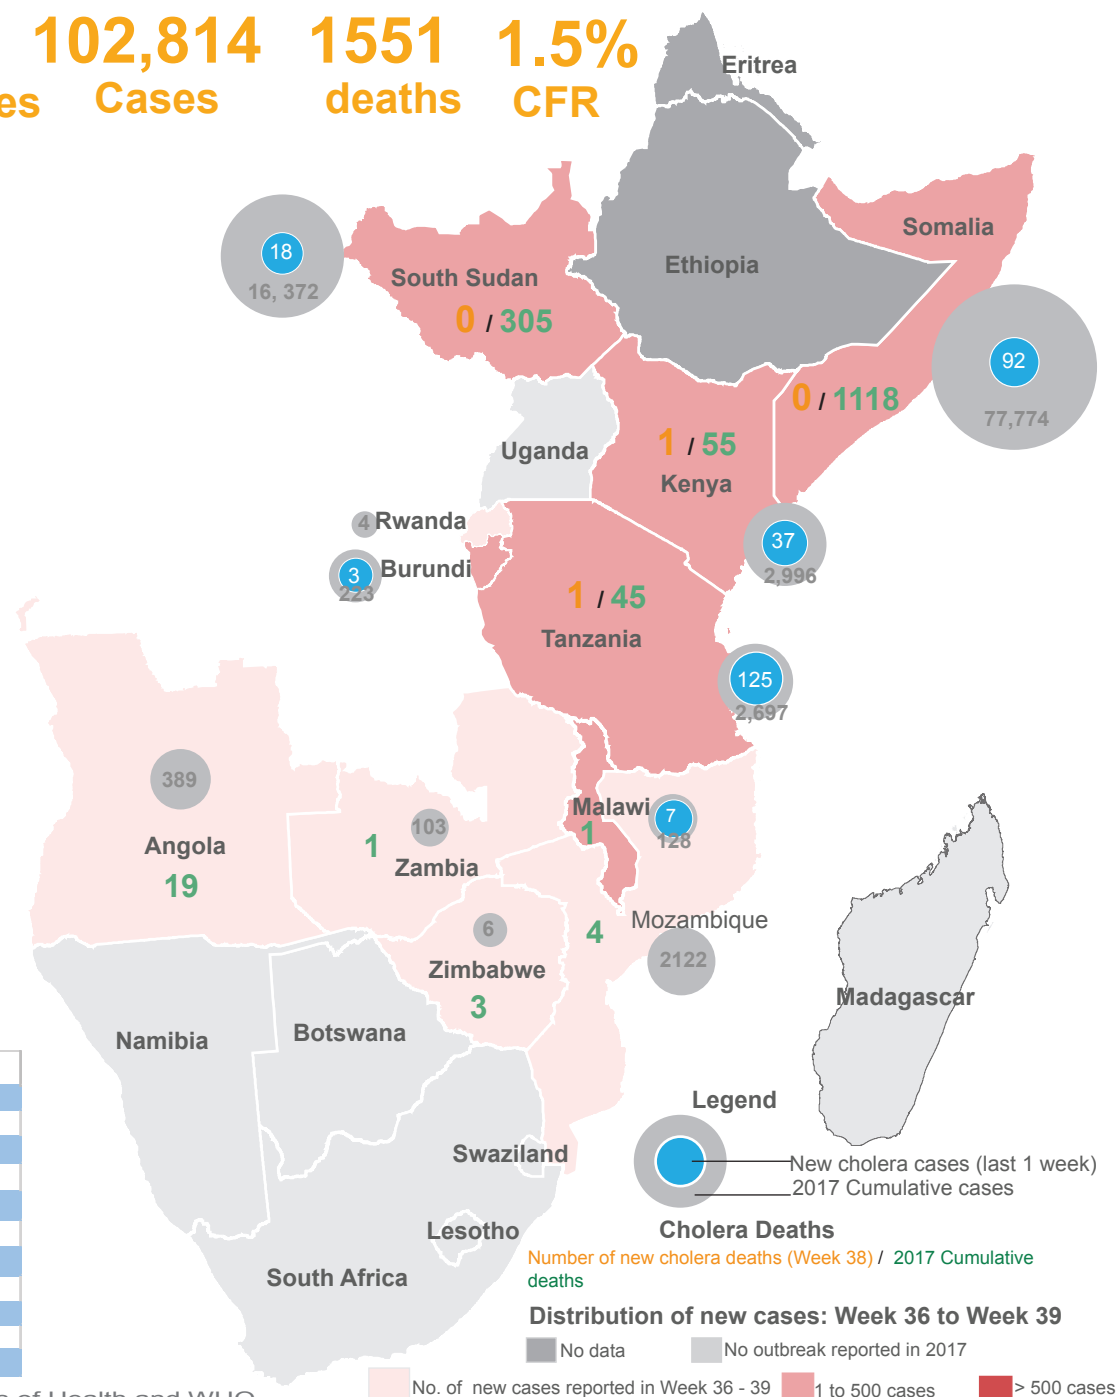 102,814 1551 1.5%
es Cases deaths CFR
Eritrea
Somalia
18
16, 372
South Sudan
0 / 305
Ethiopia
92
77,774
0 / 1118
Uganda
1 / 55
Kenya
4 Rwanda
37
2,996
3 Burundi
223
1 / 45
Tanzania
125
2,697
389
Angola
19
1
103
Zambia
Malawi
1
7
128
6
Zimbabwe
3
4
Mozambique
2122
Madagascar
Namibia
Botswana
Swaziland
Lesotho
South Africa
Legend
New cholera cases (last 1 week)
2017 Cumulative cases
Cholera Deaths
Number of new cholera deaths (Week 38) / 2017 Cumulative
deaths
Distribution of new cases: Week 36 to Week 39
No data No outbreak reported in 2017
No. of new cases reported in Week 36 - 39 1 to 500 cases > 500 cases
of Health and WHO